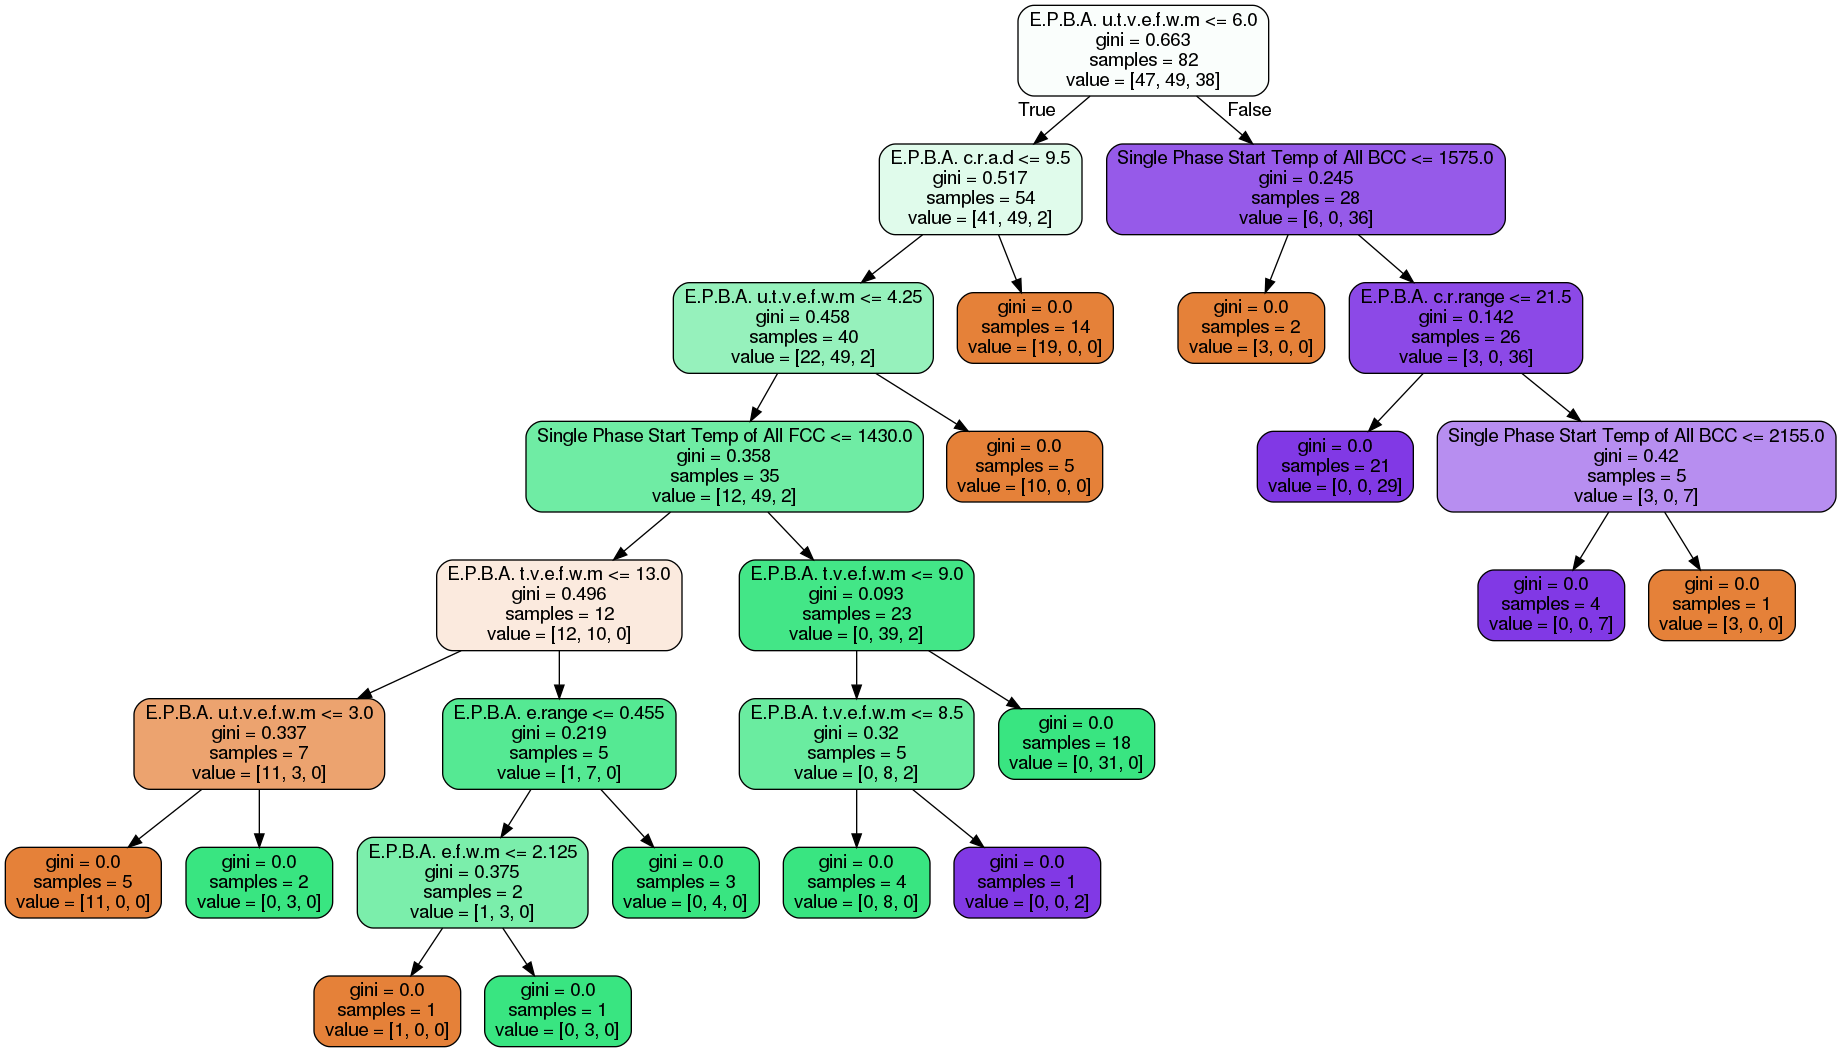 E.P.B.A. u.t.v.e.f.w.m <= 6.0
gini = 0.663
samples = 82
value = [47, 49, 38]
True
False
E.P.B.A. c.r.a.d <= 9.5
gini = 0.517
samples = 54
value = [41, 49, 2]
Single Phase Start Temp of All BCC <= 1575.0
gini = 0.245
samples = 28
value = [6, 0, 36]
E.P.B.A. u.t.v.e.f.w.m <= 4.25
gini = 0.458
samples = 40
value = [22, 49, 2]
gini = 0.0
samples = 14
value = [19, 0, 0]
gini = 0.0
samples = 2
value = [3, 0, 0]
E.P.B.A. c.r.range <= 21.5
gini = 0.142
samples = 26
value = [3, 0, 36]
Single Phase Start Temp of All FCC <= 1430.0
gini = 0.358
samples = 35
value = [12, 49, 2]
gini = 0.0
samples = 5
value = [10, 0, 0]
gini = 0.0
samples = 21
value = [0, 0, 29]
Single Phase Start Temp of All BCC <= 2155.0
gini = 0.42
samples = 5
value = [3, 0, 7]
E.P.B.A. t.v.e.f.w.m <= 13.0
gini = 0.496
samples = 12
value = [12, 10, 0]
E.P.B.A. t.v.e.f.w.m <= 9.0
gini = 0.093
samples = 23
value = [0, 39, 2]
gini = 0.0
samples = 4
value = [0, 0, 7]
gini = 0.0
samples = 1
value = [3, 0, 0]
E.P.B.A. u.t.v.e.f.w.m <= 3.0
gini = 0.337
samples = 7
value = [11, 3, 0]
E.P.B.A. e.range <= 0.455
gini = 0.219
samples = 5
value = [1, 7, 0]
E.P.B.A. t.v.e.f.w.m <= 8.5
gini = 0.32
samples = 5
value = [0, 8, 2]
gini = 0.0
samples = 18
value = [0, 31, 0]
gini = 0.0
samples = 5
value = [11, 0, 0]
gini = 0.0
samples = 2
value = [0, 3, 0]
E.P.B.A. e.f.w.m <= 2.125
gini = 0.375
samples = 2
value = [1, 3, 0]
gini = 0.0
samples = 3
value = [0, 4, 0]
gini = 0.0
samples = 4
value = [0, 8, 0]
gini = 0.0
samples = 1
value = [0, 0, 2]
gini = 0.0
samples = 1
value = [1, 0, 0]
gini = 0.0
samples = 1
value = [0, 3, 0]